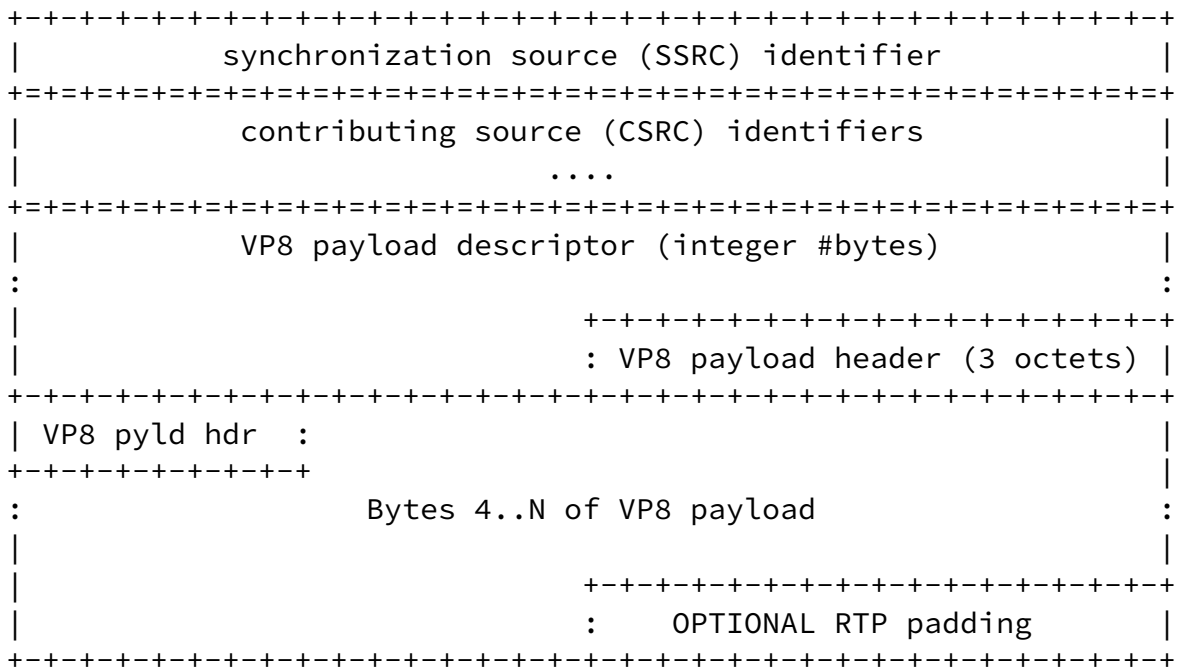 +-+-+-+-+-+-+-+-+-+-+-+-+-+-+-+-+-+-+-+-+-+-+-+-+-+-+-+-+-+-+-+-+
|           synchronization source (SSRC) identifier            |
+=+=+=+=+=+=+=+=+=+=+=+=+=+=+=+=+=+=+=+=+=+=+=+=+=+=+=+=+=+=+=+=+
|            contributing source (CSRC) identifiers             |
|                             ....                              |
+=+=+=+=+=+=+=+=+=+=+=+=+=+=+=+=+=+=+=+=+=+=+=+=+=+=+=+=+=+=+=+=+
|            VP8 payload descriptor (integer #bytes)            |
:                                                               :
|                               +-+-+-+-+-+-+-+-+-+-+-+-+-+-+-+-+
|                               : VP8 payload header (3 octets) |
+-+-+-+-+-+-+-+-+-+-+-+-+-+-+-+-+-+-+-+-+-+-+-+-+-+-+-+-+-+-+-+-+
| VP8 pyld hdr  :                                               |
+-+-+-+-+-+-+-+-+                                               |
:                   Bytes 4..N of VP8 payload                   :
|                                                               |
|                               +-+-+-+-+-+-+-+-+-+-+-+-+-+-+-+-+
|                               :    OPTIONAL RTP padding       |
+-+-+-+-+-+-+-+-+-+-+-+-+-+-+-+-+-+-+-+-+-+-+-+-+-+-+-+-+-+-+-+-+